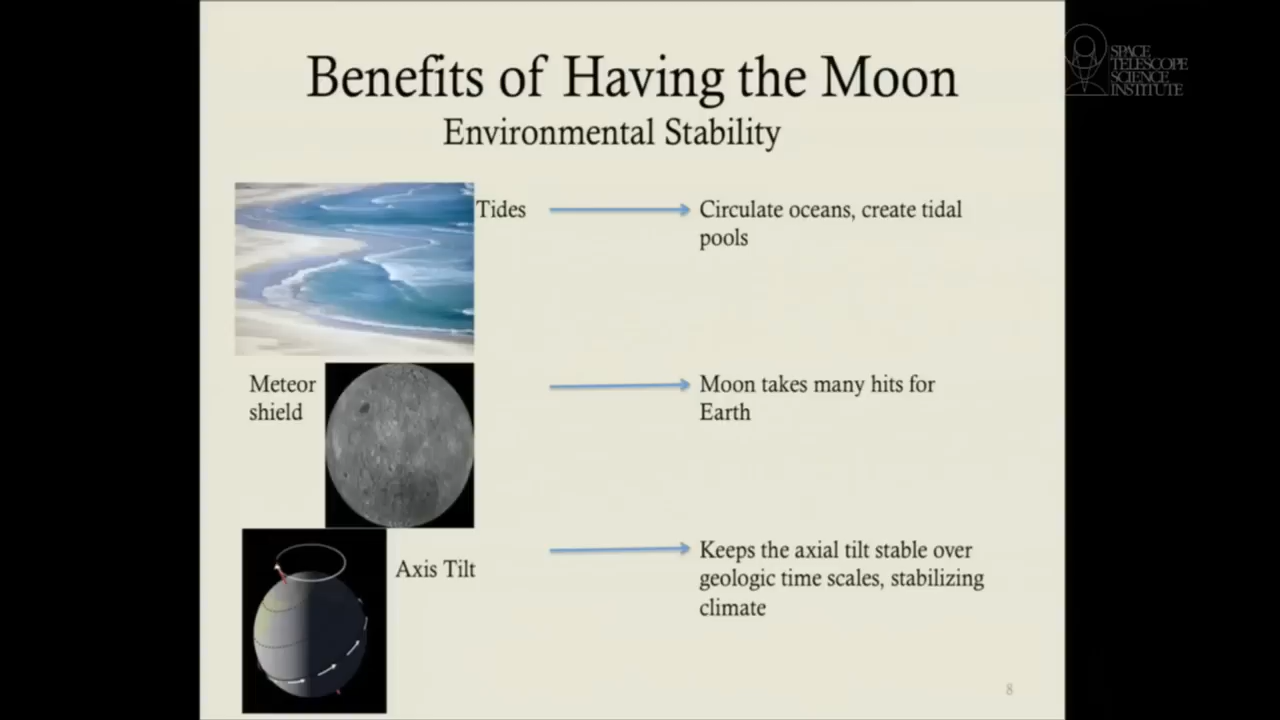 Benefits of Having the Moon
Environmental Stability
SPACE
TELESCOPE
SCIENCE
INSTITUTE
Tides
Circulate oceans, create tidal
pools
Meteor
shield
Moon takes many hits for
Earth
Axis Tilt
Keeps the axial tilt stable over
geologic time scales, stabilizing
climate
8